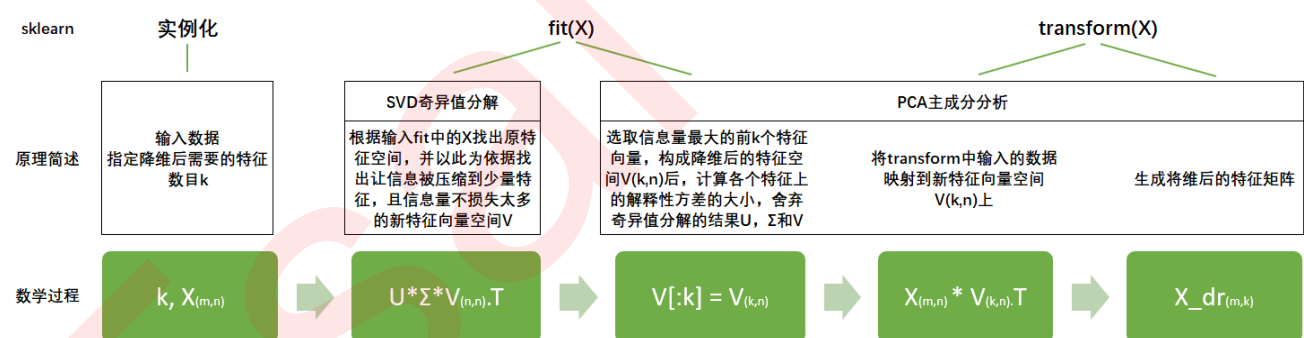 sklearn
实例化
fit(X)
transform(X)
原理简述
输入数据
指定降维后需要的特征
数目k
SVD奇异值分解
根据输入fit中的X找出原特
征空间，并以此为依据找
出让信息被压缩到少量特
征，且信息量不损失太多
的新特征向量空间V
PCA主成分分析
选取信息量最大的前k个特征
向量，构成降维后的特征空
间V(k,n)后，计算各个特征上
的解释性方差的大小，舍弃
奇异值分解的结果U，Σ和V
将transform中输入的数据
映射到新特征向量空间
V(k,n)上
生成将维后的特征矩阵
数学过程
k, X(m,n)
U*Σ*V(n,n).T
V[:k] = V(k,n)
X(m,n) * V(k,n).T
X_dr(m,k)